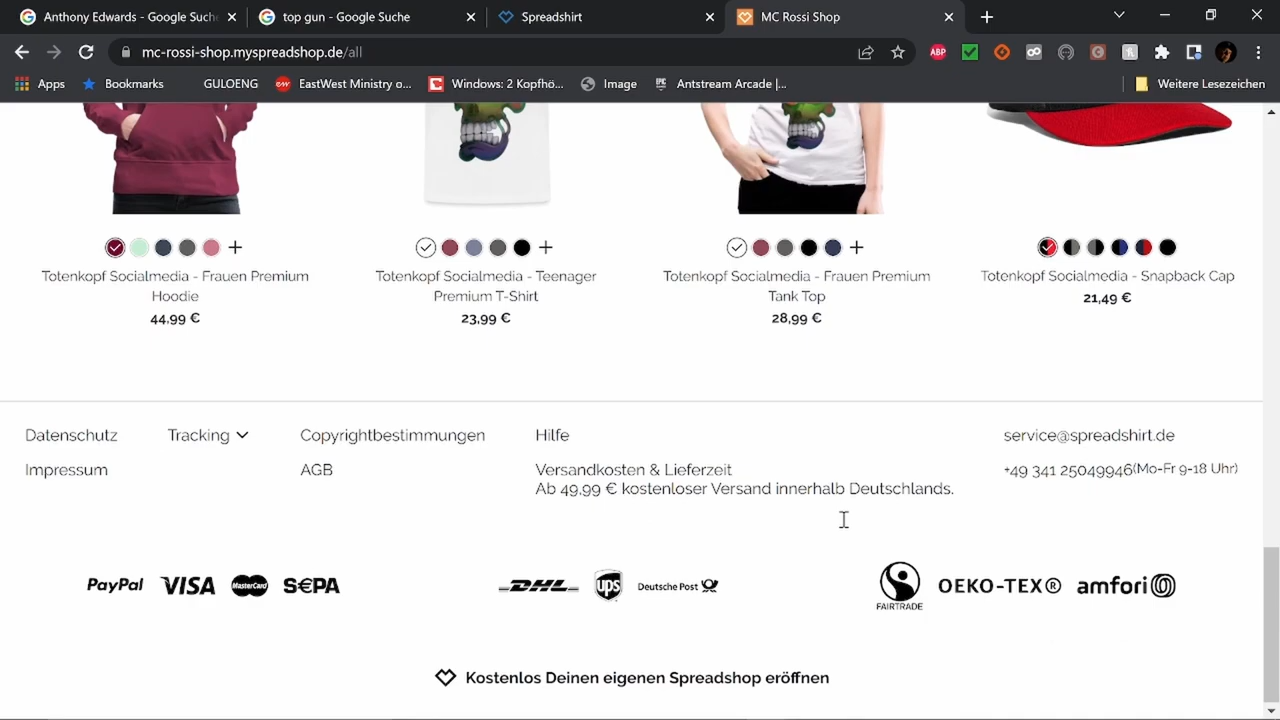 Anthony Edwards - Google Suche
top gun - Google Suche
Spreadshirt
MC Rossi Shop
mc-rossi-shop.myspreadshop.de/all
ABP
Apps
Bookmarks
GULOENG
EastWest Ministry o...
Windows: 2 Kopfho...
Image
Antstream Arcade |...
Weitere Lesezeichen
Totenkopf Socialmedia - Frauen Premium
Hoodie
44,99 €
Totenkopf Socialmedia - Teenager
Premium T-Shirt
23,99 €
Totenkopf Socialmedia - Frauen Premium
Tank Top
28,99 €
Totenkopf Socialmedia - Snapback Cap
21,49 €
Datenschutz
Tracking
Copyrightbestimmungen
Hilfe
service@spreadshirt.de
Impressum
AGB
Versandkosten & Lieferzeit
Ab 49,99 € kostenloser Versand innerhalb Deutschlands.
+49 341 25049946(Mo-Fr 9-18 Uhr)
PayPal VISA MasterCard S€PA
DHL ups Deutsche Post
FAIRTRADE
OEKO-TEX® amfori
Kostenlos Deinen eigenen Spreadshop eröffnen